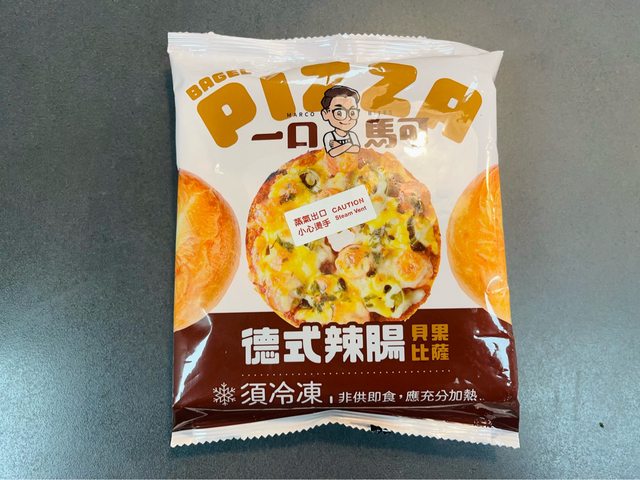 BAGEL
PIZZA
MARCO
一口 馬可
蒸氣出口 CAUTION
小心燙手 Steam Vent
德式辣腸 貝果
比薩
須冷凍 非供即食，應充分加熱